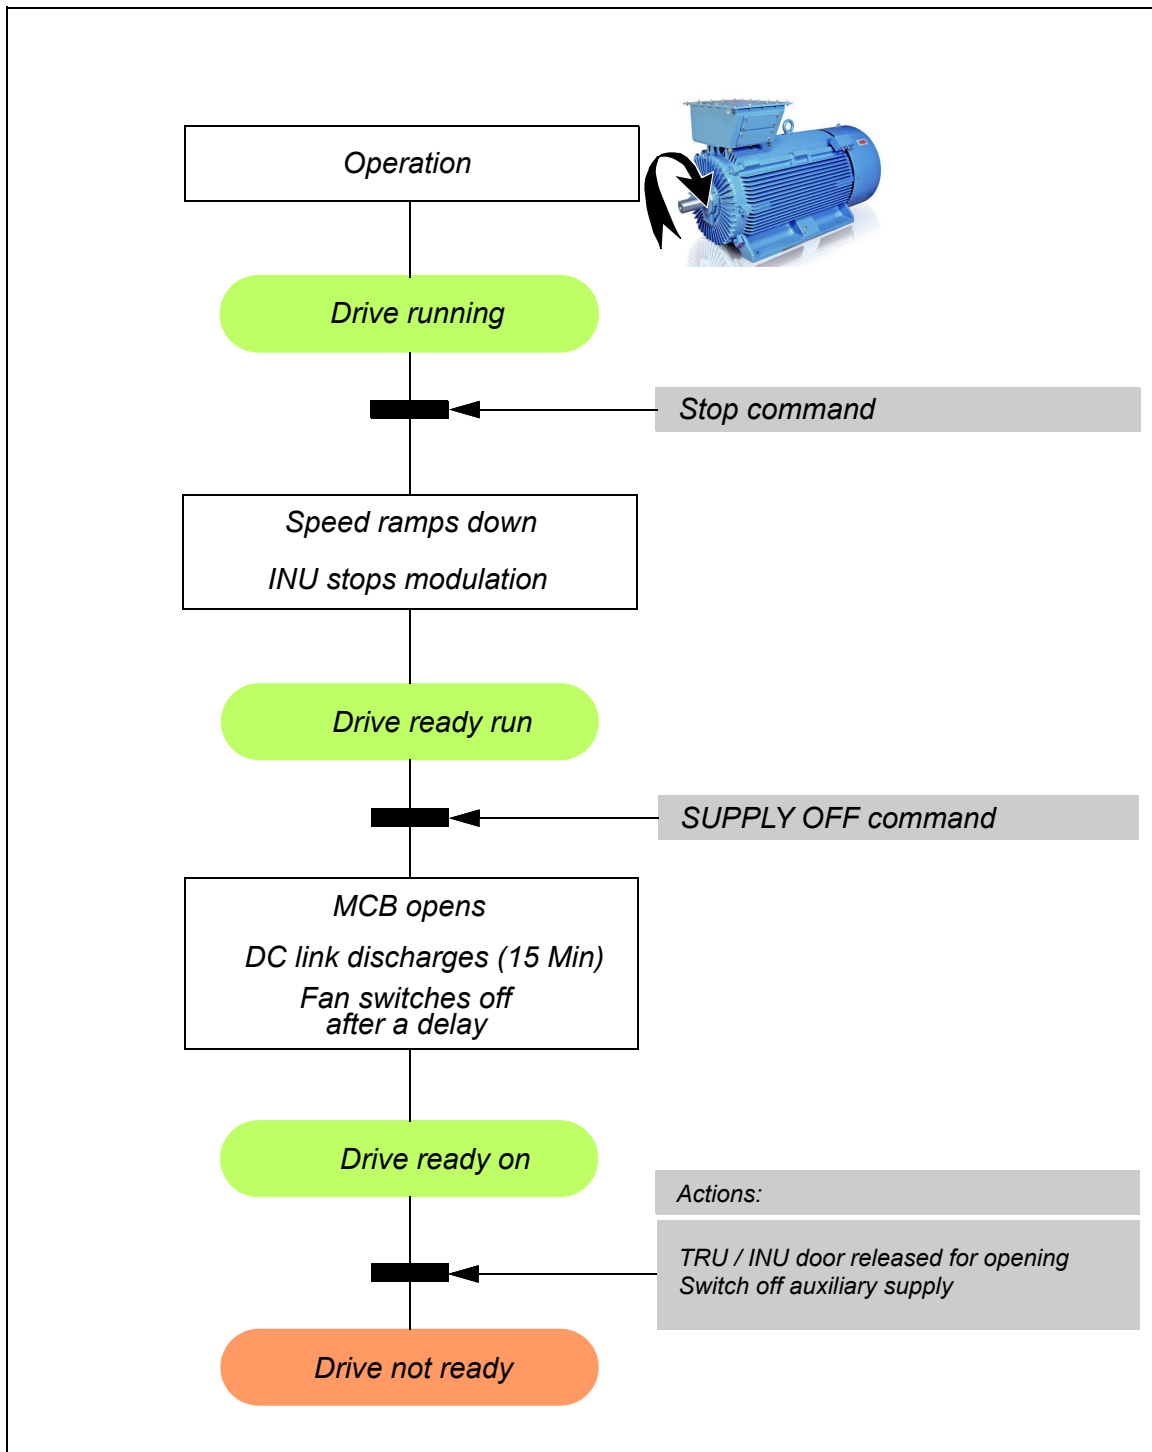 Operation
Drive running
Stop command
Speed ramps down
INU stops modulation
Drive ready run
SUPPLY OFF command
MCB opens
DC link discharges (15 Min)
Fan switches off
after a delay
Drive ready on
Actions:
TRU / INU door released for opening
Switch off auxiliary supply
Drive not ready